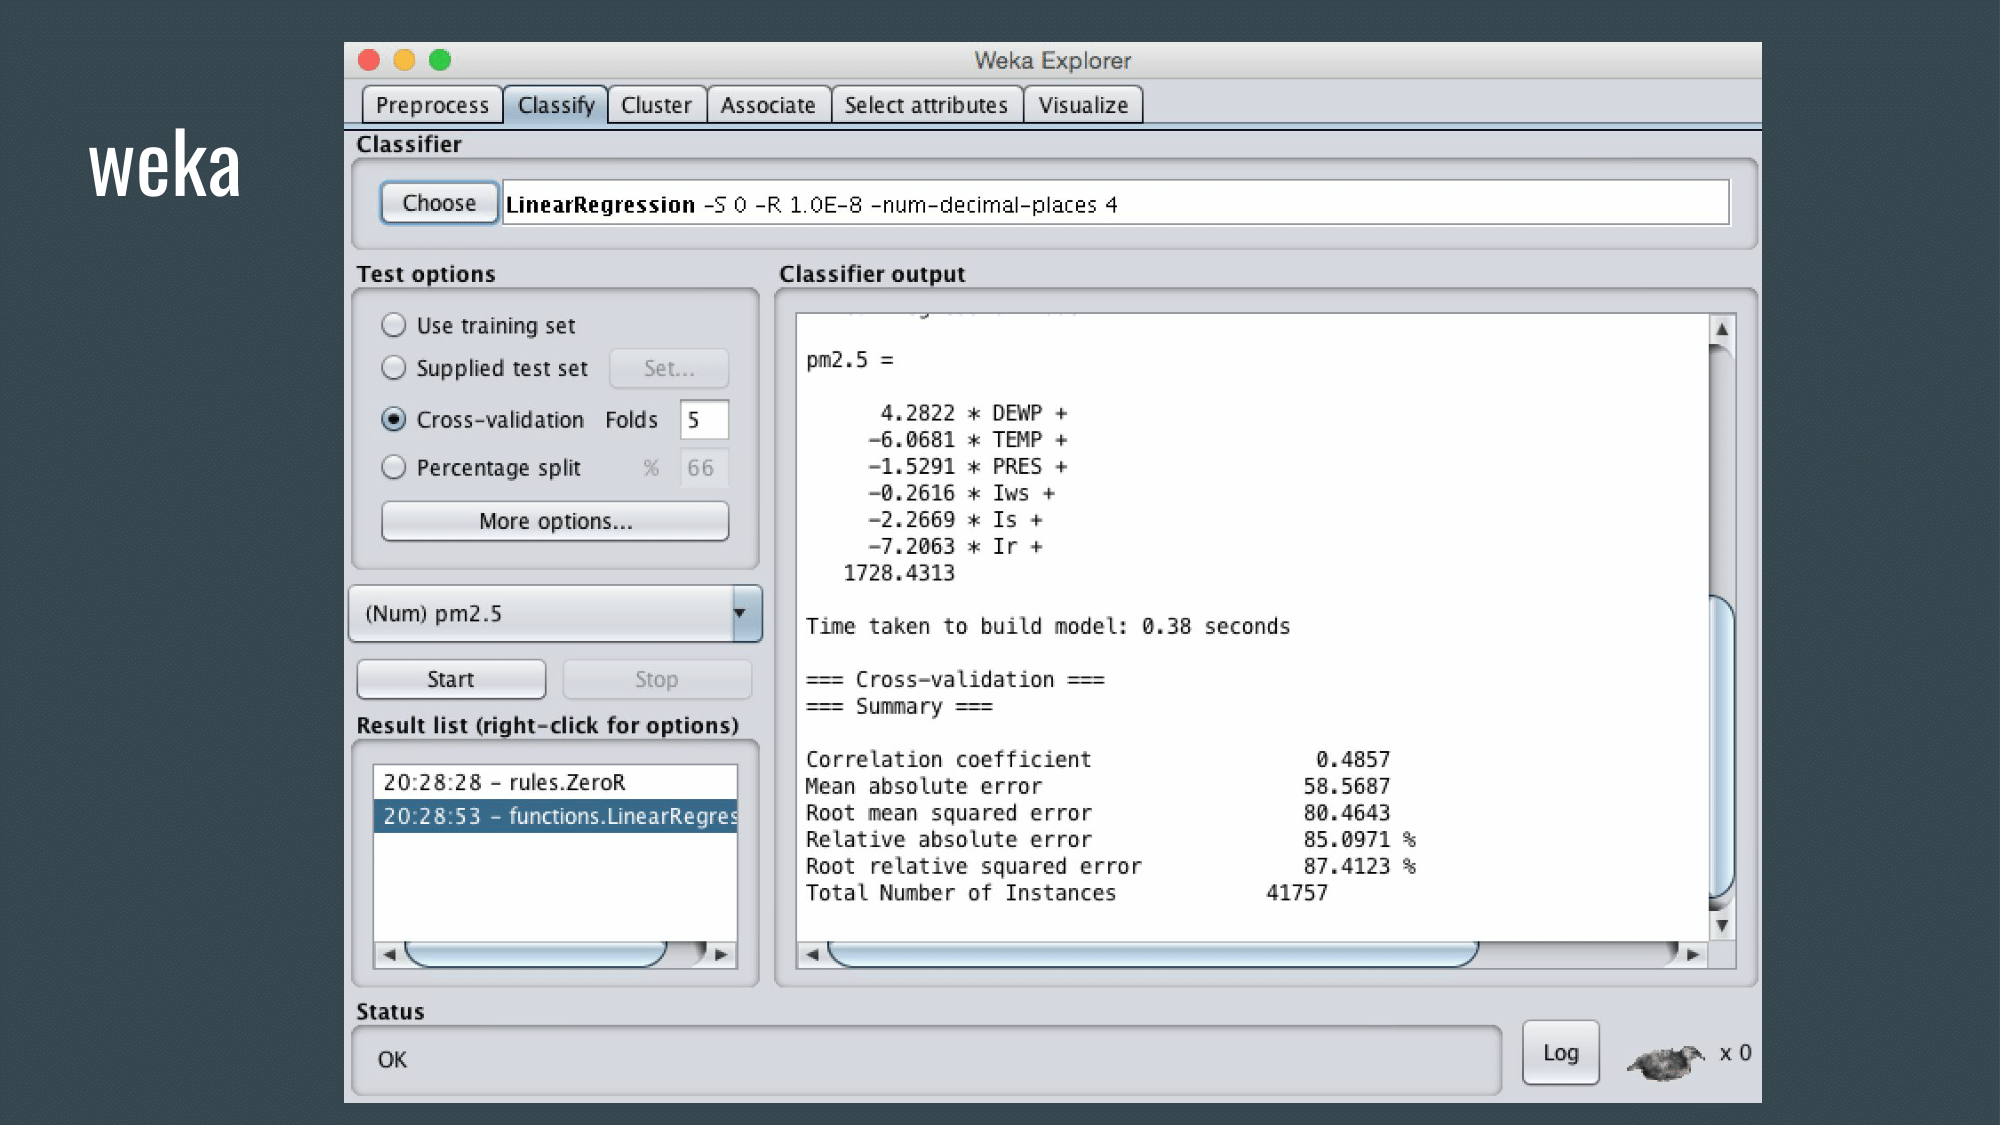 weka
Weka Explorer
Preprocess Classify Cluster Associate Select attributes Visualize
Classifier
Choose LinearRegression -S 0 -R 1.0E-8 -num-decimal-places 4
Test options
Use training set
Supplied test set Set...
Cross-validation Folds 5
Percentage split % 66
More options...
(Num) pm2.5
Start Stop
Result list (right-click for options)
20:28:28 - rules.ZeroR
20:28:53 - functions.LinearRegres
Classifier output
pm2.5 =
4.2822 * DEWP +
-6.0681 * TEMP +
-1.5291 * PRES +
-0.2616 * Iws +
-2.2669 * Is +
-7.2063 * Ir +
1728.4313
Time taken to build model: 0.38 seconds
=== Cross-validation ===
=== Summary ===
Correlation coefficient 0.4857
Mean absolute error 58.5687
Root mean squared error 80.4643
Relative absolute error 85.0971 %
Root relative squared error 87.4123 %
Total Number of Instances 41757
Status
OK
Log x 0